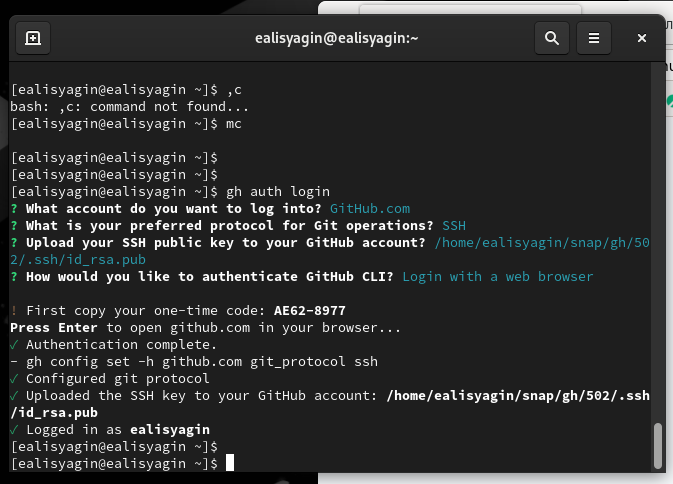 ealisyagin@ealisyagin:~
[ealisyagin@ealisyagin ~]$ ,c
bash: ,c: command not found...
[ealisyagin@ealisyagin ~]$ mc
[ealisyagin@ealisyagin ~]$
[ealisyagin@ealisyagin ~]$
[ealisyagin@ealisyagin ~]$ gh auth login
? What account do you want to log into? GitHub.com
? What is your preferred protocol for Git operations? SSH
? Upload your SSH public key to your GitHub account? /home/ealisyagin/snap/gh/50
2/.ssh/id_rsa.pub
? How would you like to authenticate GitHub CLI? Login with a web browser
! First copy your one-time code: AE62-8977
Press Enter to open github.com in your browser...
✓ Authentication complete.
- gh config set -h github.com git_protocol ssh
✓ Configured git protocol
✓ Uploaded the SSH key to your GitHub account: /home/ealisyagin/snap/gh/502/.ssh
/id_rsa.pub
✓ Logged in as ealisyagin
[ealisyagin@ealisyagin ~]$
[ealisyagin@ealisyagin ~]$